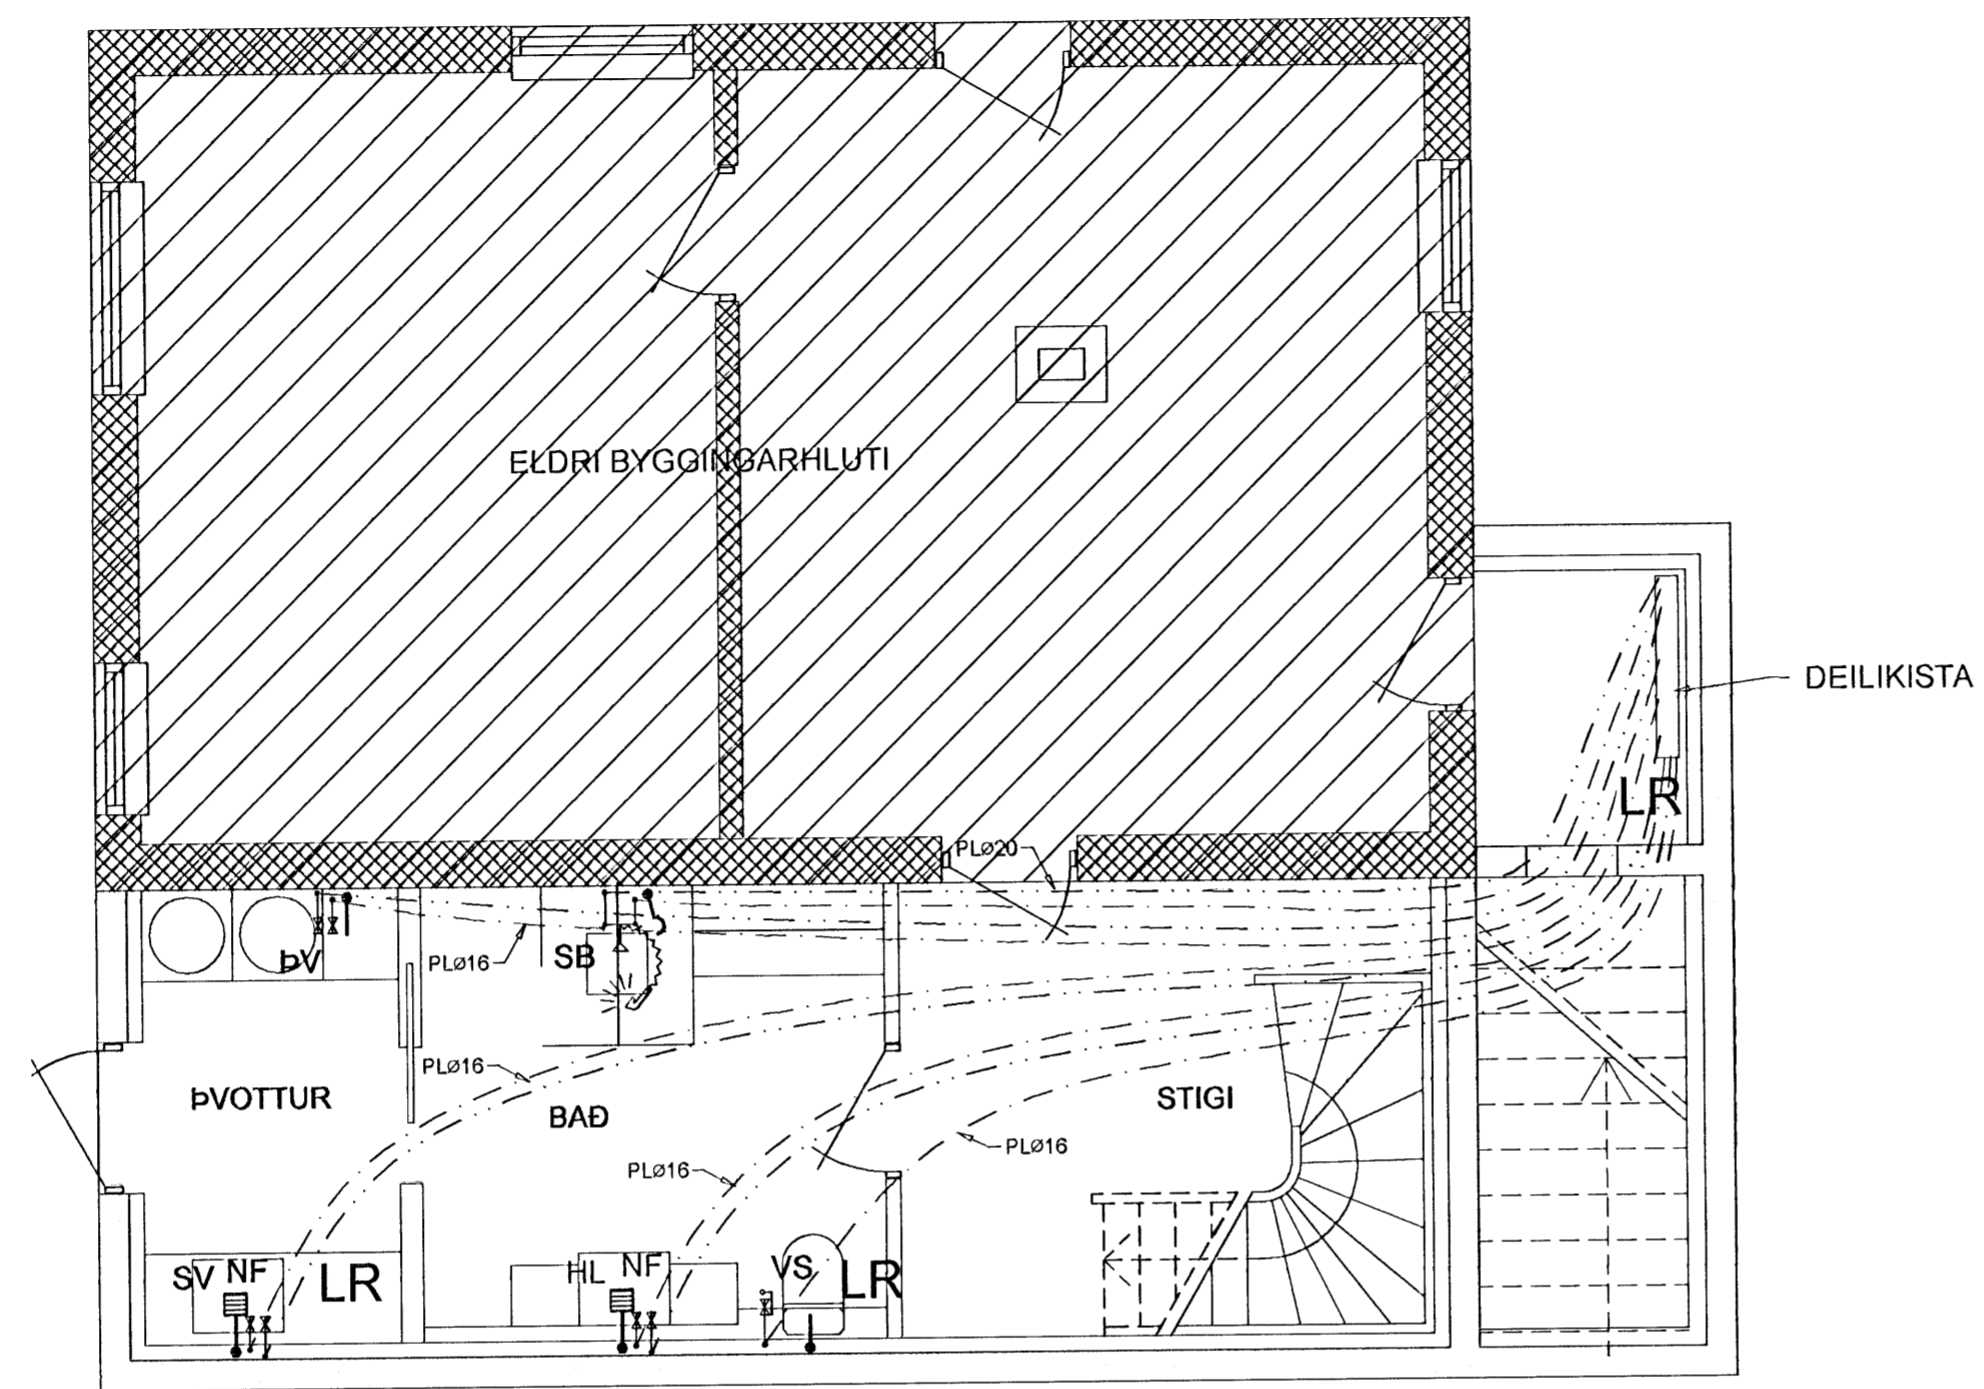 ELDRI BYGGINGARHLUTI
DEILIKISTA
LR
PLø20
ÞV
PLø16
SB
PLø16
ÞVOTTUR
BAÐ
STIGI
PLø16
PLø16
SV NF
LR
HL NF
VS
LR